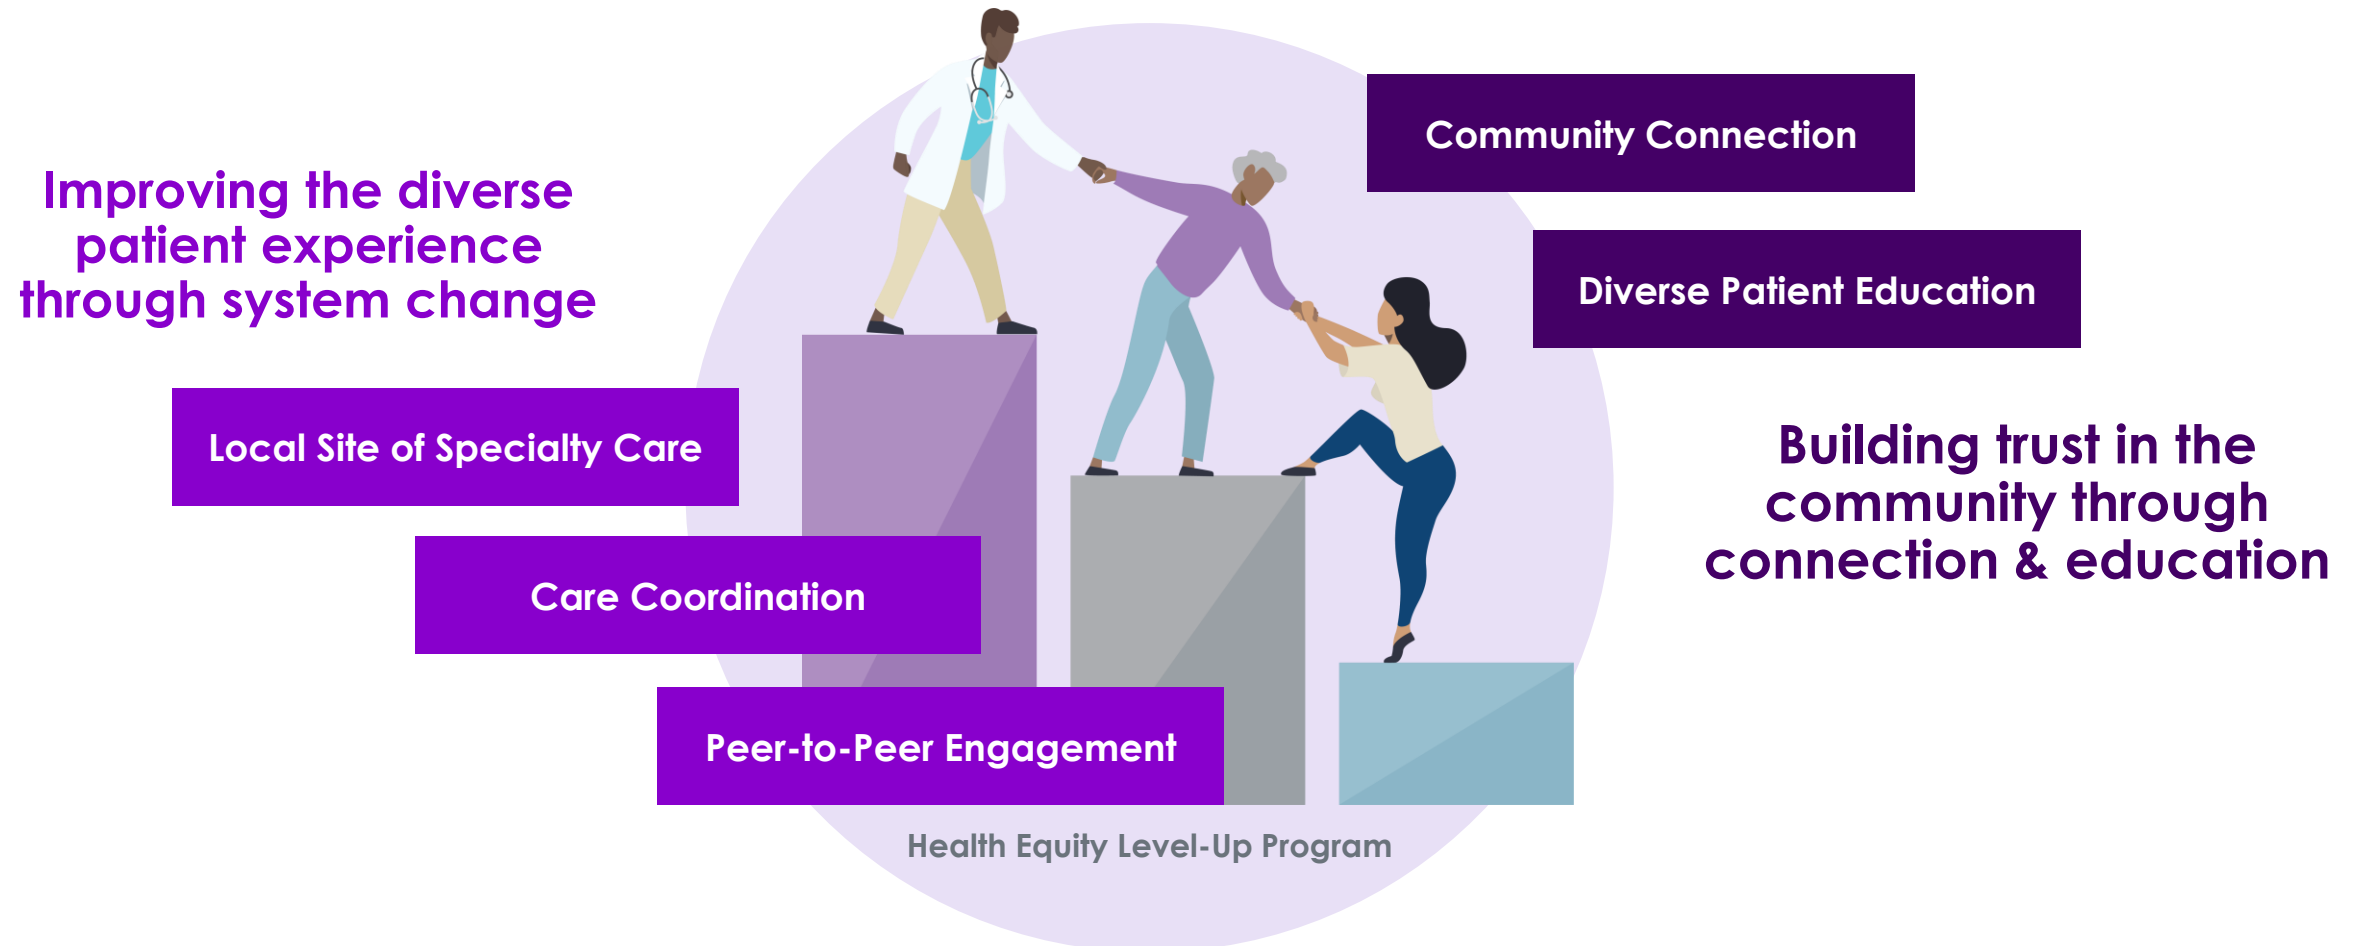 Improving the diverse
patient experience
through system change
Local Site of Specialty Care
Care Coordination
Peer-to-Peer Engagement
Community Connection
Diverse Patient Education
Building trust in the
community through
connection & education
Health Equity Level-Up Program